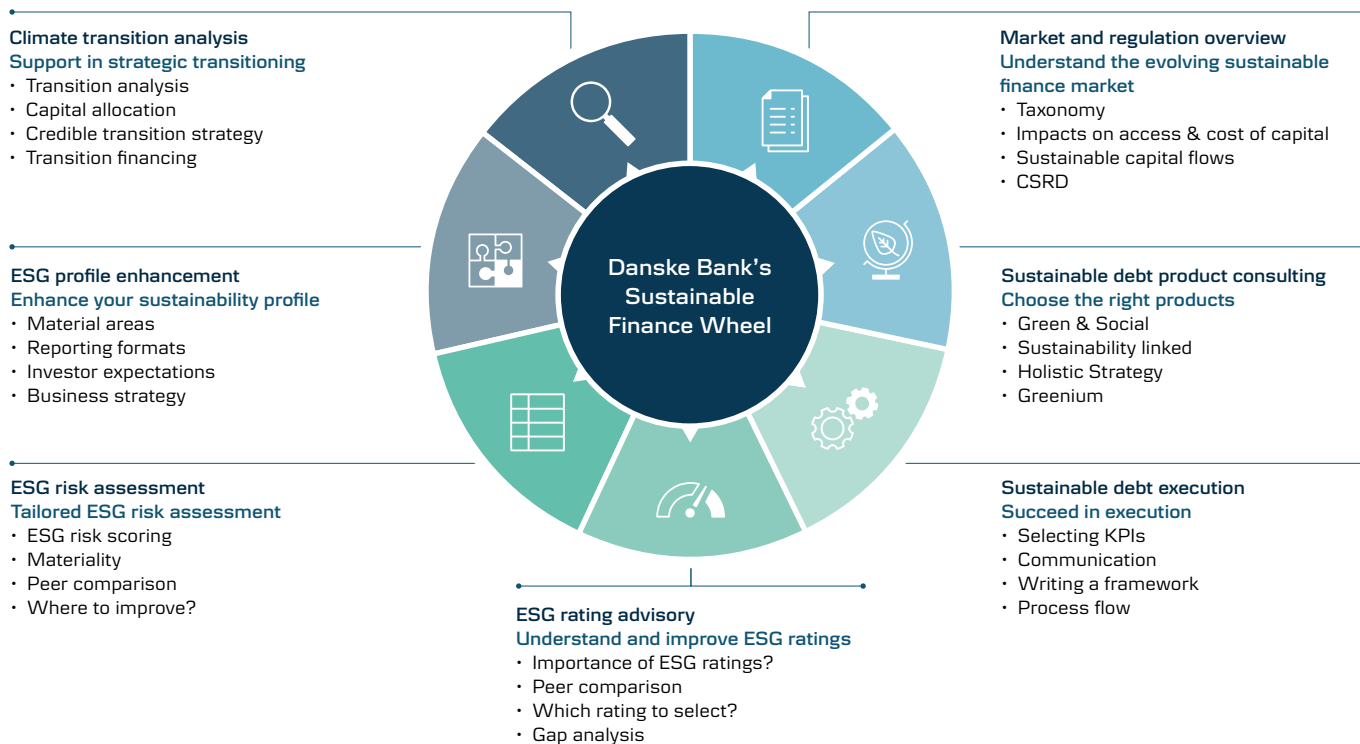 Climate transition analysis
Support in strategic transitioning
• Transition analysis
• Capital allocation
• Credible transition strategy
• Transition financing
Market and regulation overview
Understand the evolving sustainable
finance market
• Taxonomy
• Impacts on access & cost of capital
• Sustainable capital flows
• CSRD
Danske Bank's
Sustainable
Finance Wheel
ESG profile enhancement
Enhance your sustainability profile
• Material areas
• Reporting formats
• Investor expectations
• Business strategy
Sustainable debt product consulting
Choose the right products
• Green & Social
• Sustainability linked
• Holistic Strategy
• Greenium
ESG risk assessment
Tailored ESG risk assessment
• ESG risk scoring
• Materiality
• Peer comparison
• Where to improve?
Sustainable debt execution
Succeed in execution
• Selecting KPIs
• Communication
• Writing a framework
• Process flow
ESG rating advisory
Understand and improve ESG ratings
• Importance of ESG ratings?
• Peer comparison
• Which rating to select?
• Gap analysis